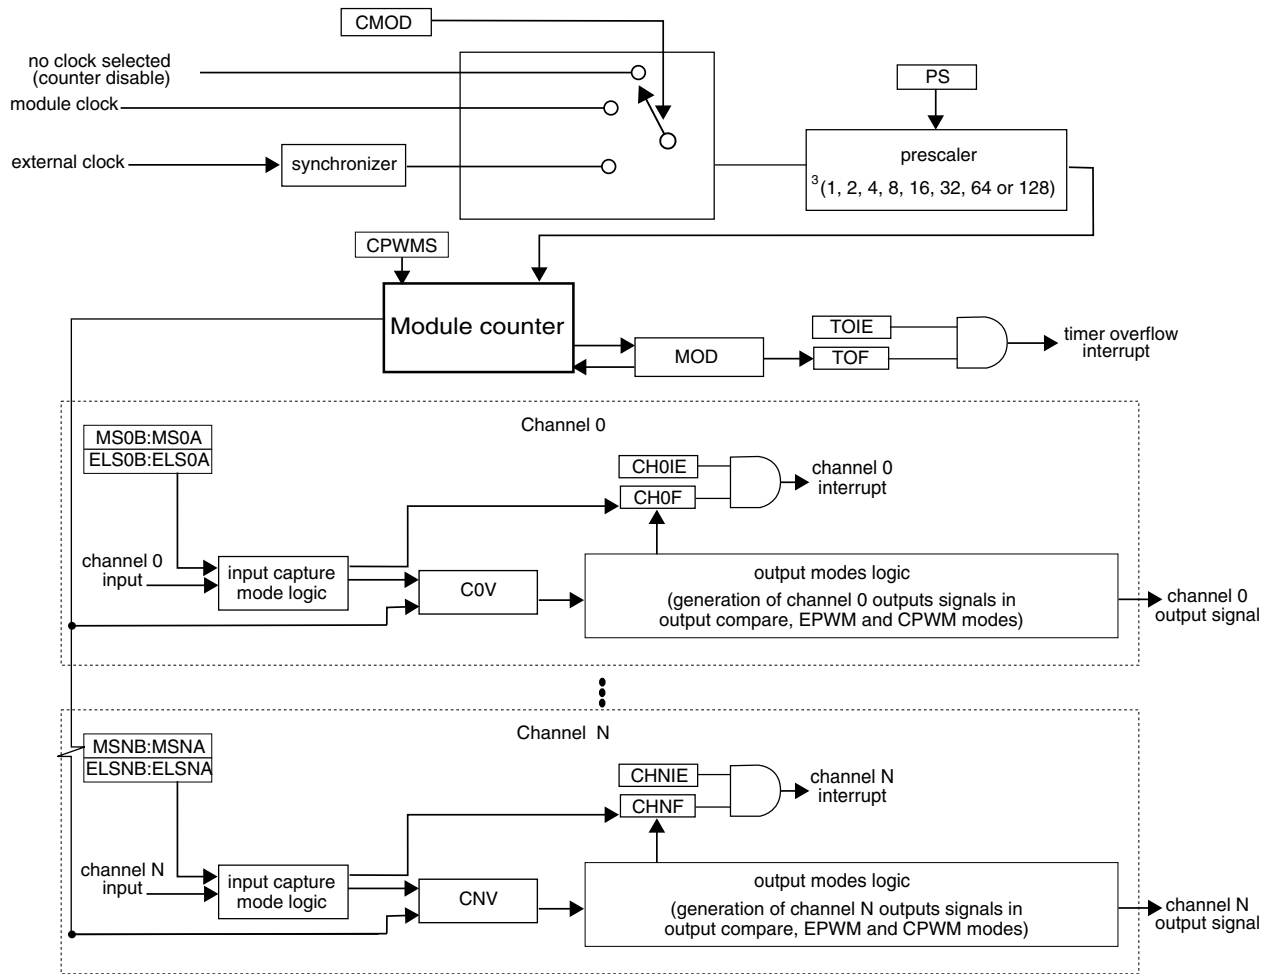 CMOD
no clock selected
(counter disable)
module clock
external clock
synchronizer
PS
prescaler
3 (1, 2, 4, 8, 16, 32, 64 or 128)
CPWMS
Module counter
MOD
TOIE
TOF
timer overflow
interrupt
Channel 0
MS0B:MS0A
ELS0B:ELS0A
CH0IE
CH0F
channel 0
interrupt
channel 0
input
input capture
mode logic
C0V
output modes logic
(generation of channel 0 outputs signals in
output compare, EPWM and CPWM modes)
channel 0
output signal
Channel N
MSNB:MSNA
ELSNB:ELSNA
CHNIE
CHNF
channel N
interrupt
channel N
input
input capture
mode logic
CNV
output modes logic
(generation of channel N outputs signals in
output compare, EPWM and CPWM modes)
channel N
output signal